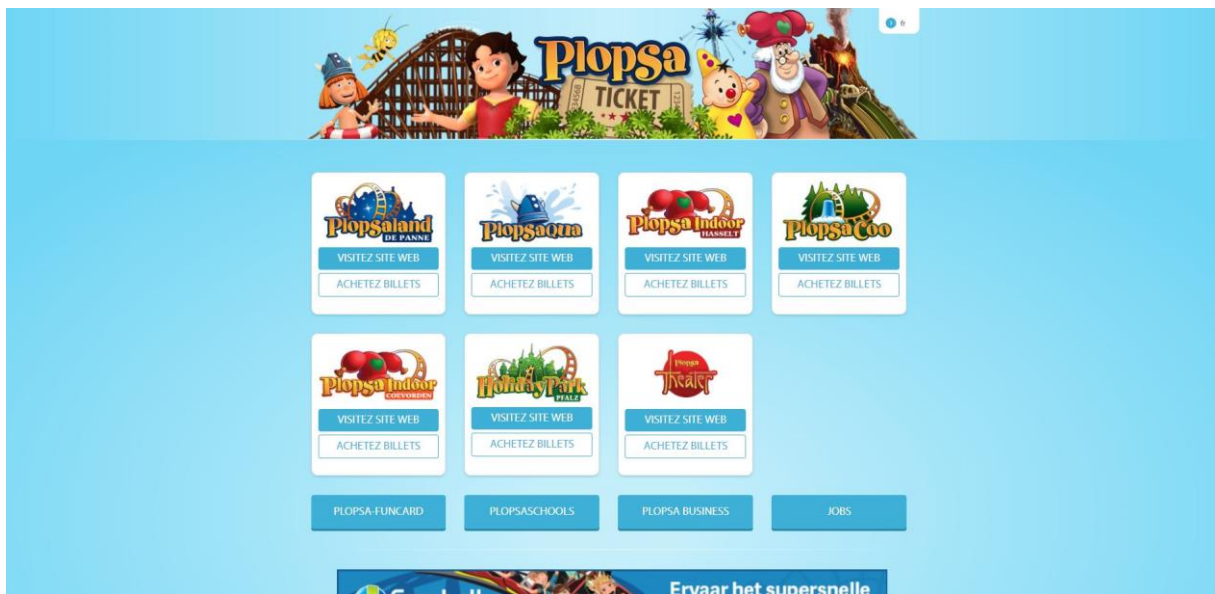 fr
Plopsa
TICKET
Plopsaland
DE PANNE
VISITEZ SITE WEB
ACHETEZ BILLETS
PlopsaQua
VISITEZ SITE WEB
ACHETEZ BILLETS
Plopsa Indoor
HASSELT
VISITEZ SITE WEB
ACHETEZ BILLETS
Plopsa Coo
VISITEZ SITE WEB
ACHETEZ BILLETS
Plopsa Indoor
COEVORDEN
VISITEZ SITE WEB
ACHETEZ BILLETS
Holiday Park
PFALZ
VISITEZ SITE WEB
ACHETEZ BILLETS
Plopsa
Theater
VISITEZ SITE WEB
ACHETEZ BILLETS
PLOPSA-FUNCARD
PLOPSASCHOOLS
PLOPSA BUSINESS
JOBS
Ervaar het supersnelle